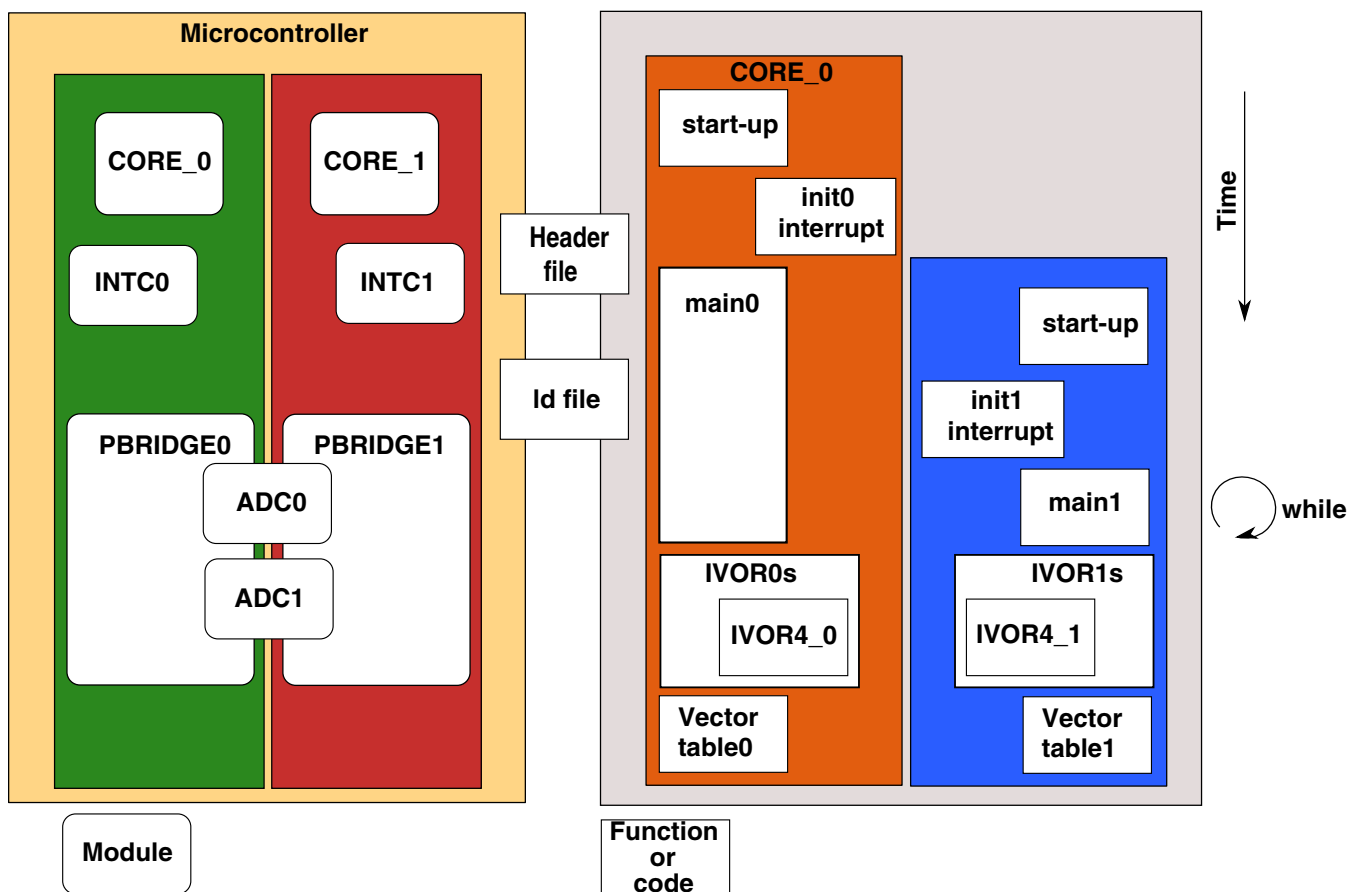 Microcontroller
CORE_0
CORE_1
INTC0
INTC1
PBRIDGE0
PBRIDGE1
ADC0
ADC1
Module
Header
file
ld file
CORE_0
start-up
init0
interrupt
main0
IVOR0s
IVOR4_0
Vector
table0
start-up
init1
interrupt
main1
IVOR1s
IVOR4_1
Vector
table1
Time
while
Function
or
code